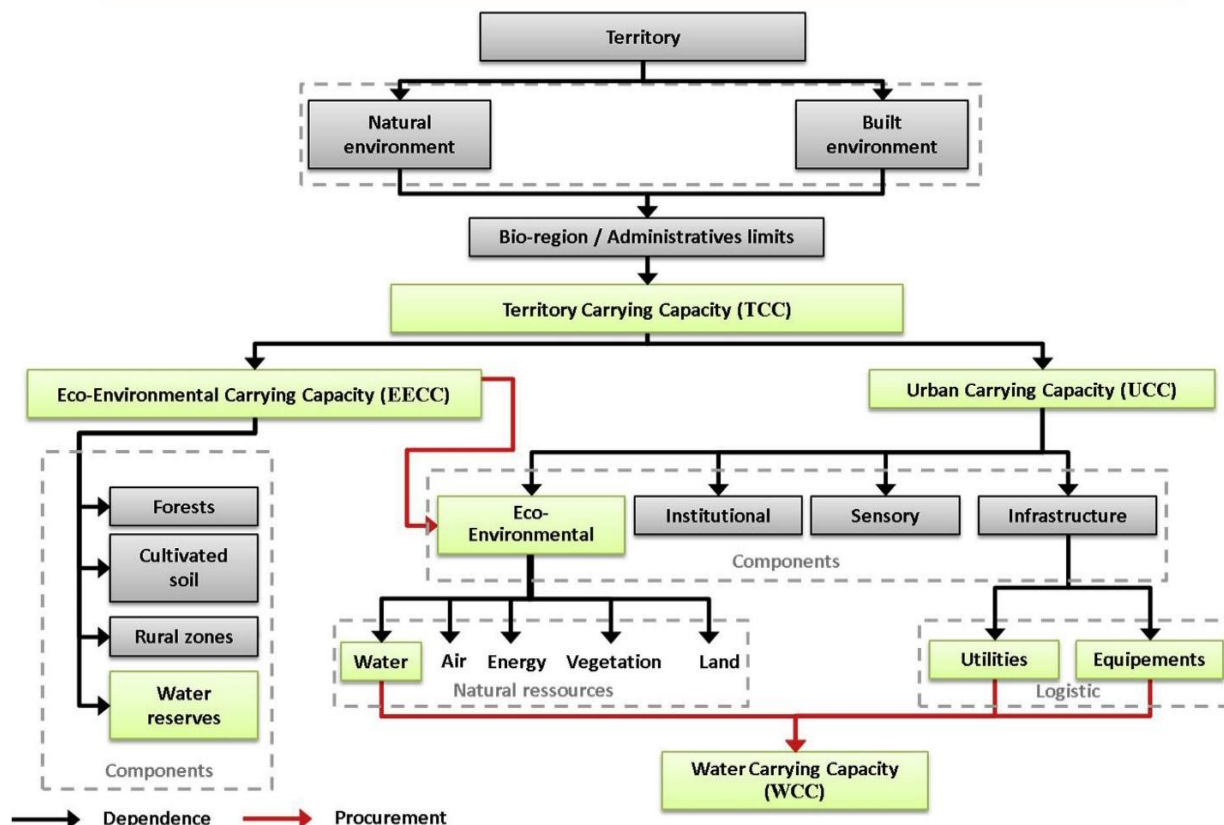 Territory
Natural
environment
Built
environment
Bio-region / Administratives limits
Territory Carrying Capacity (TCC)
Eco-Environmental Carrying Capacity (EECC)
Urban Carrying Capacity (UCC)
Forests
Cultivated
soil
Rural zones
Water
reserves
Components
Eco-
Environmental
Institutional
Sensory
Infrastructure
Components
Water
Air
Energy
Vegetation
Land
Natural ressources
Utilities
Equipements
Logistic
Water Carrying Capacity
(WCC)
Dependence
Procurement